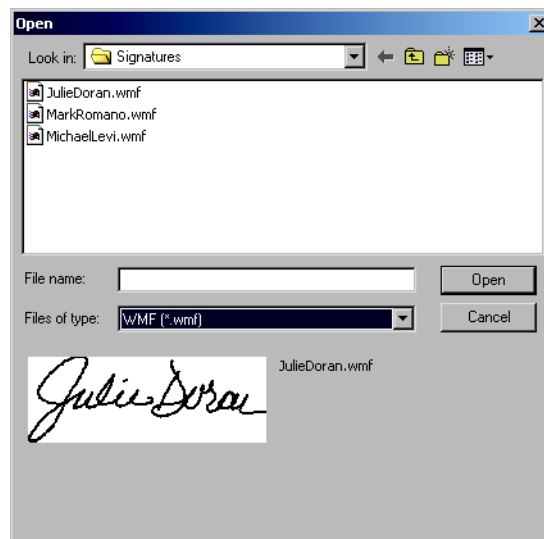 Open
Look in: Signatures
JulieDoran.wmf
MarkRomano.wmf
MichaelLevi.wmf
File name:
Open
Files of type: WMF (*.wmf)
Cancel
JulieDoran.wmf
Julie Doran